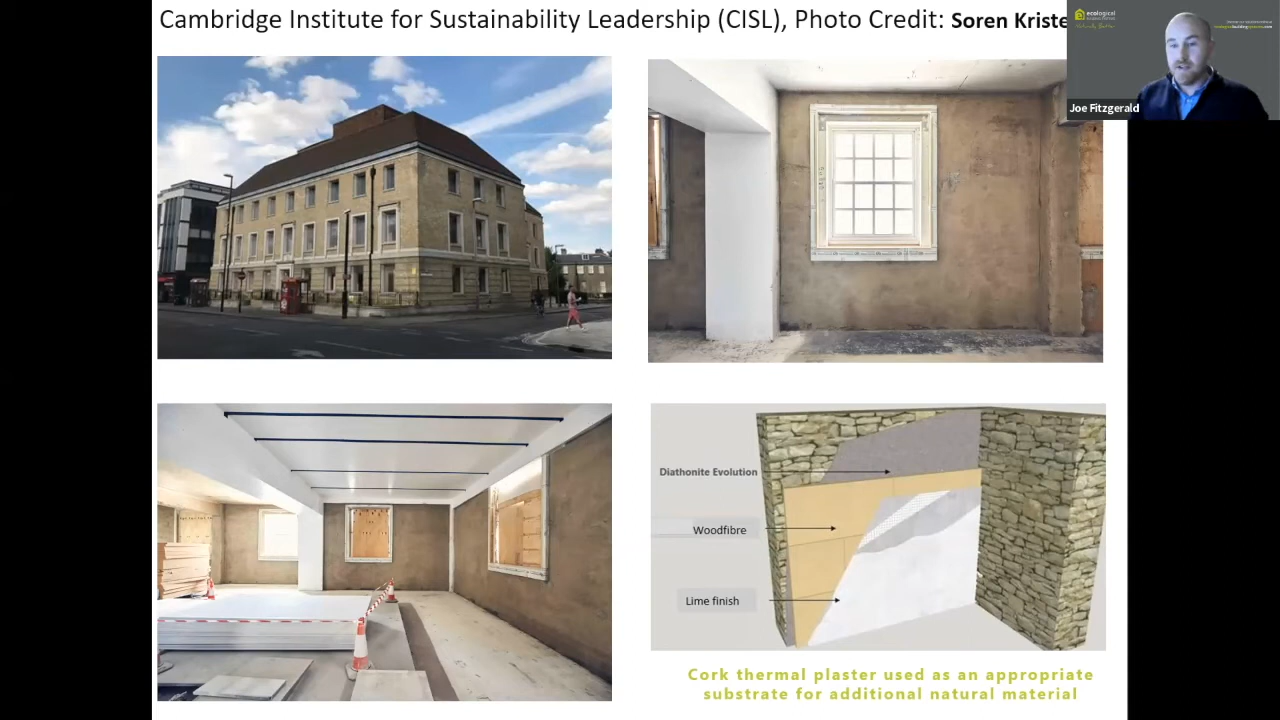 Cambridge Institute for Sustainability Leadership (CISL), Photo Credit: Soren Kriste
ecological
Joe Fitzgerald
Diathonite Evolution
Woodfibre
Lime finish
Cork thermal plaster used as an appropriate
substrate for additional natural material